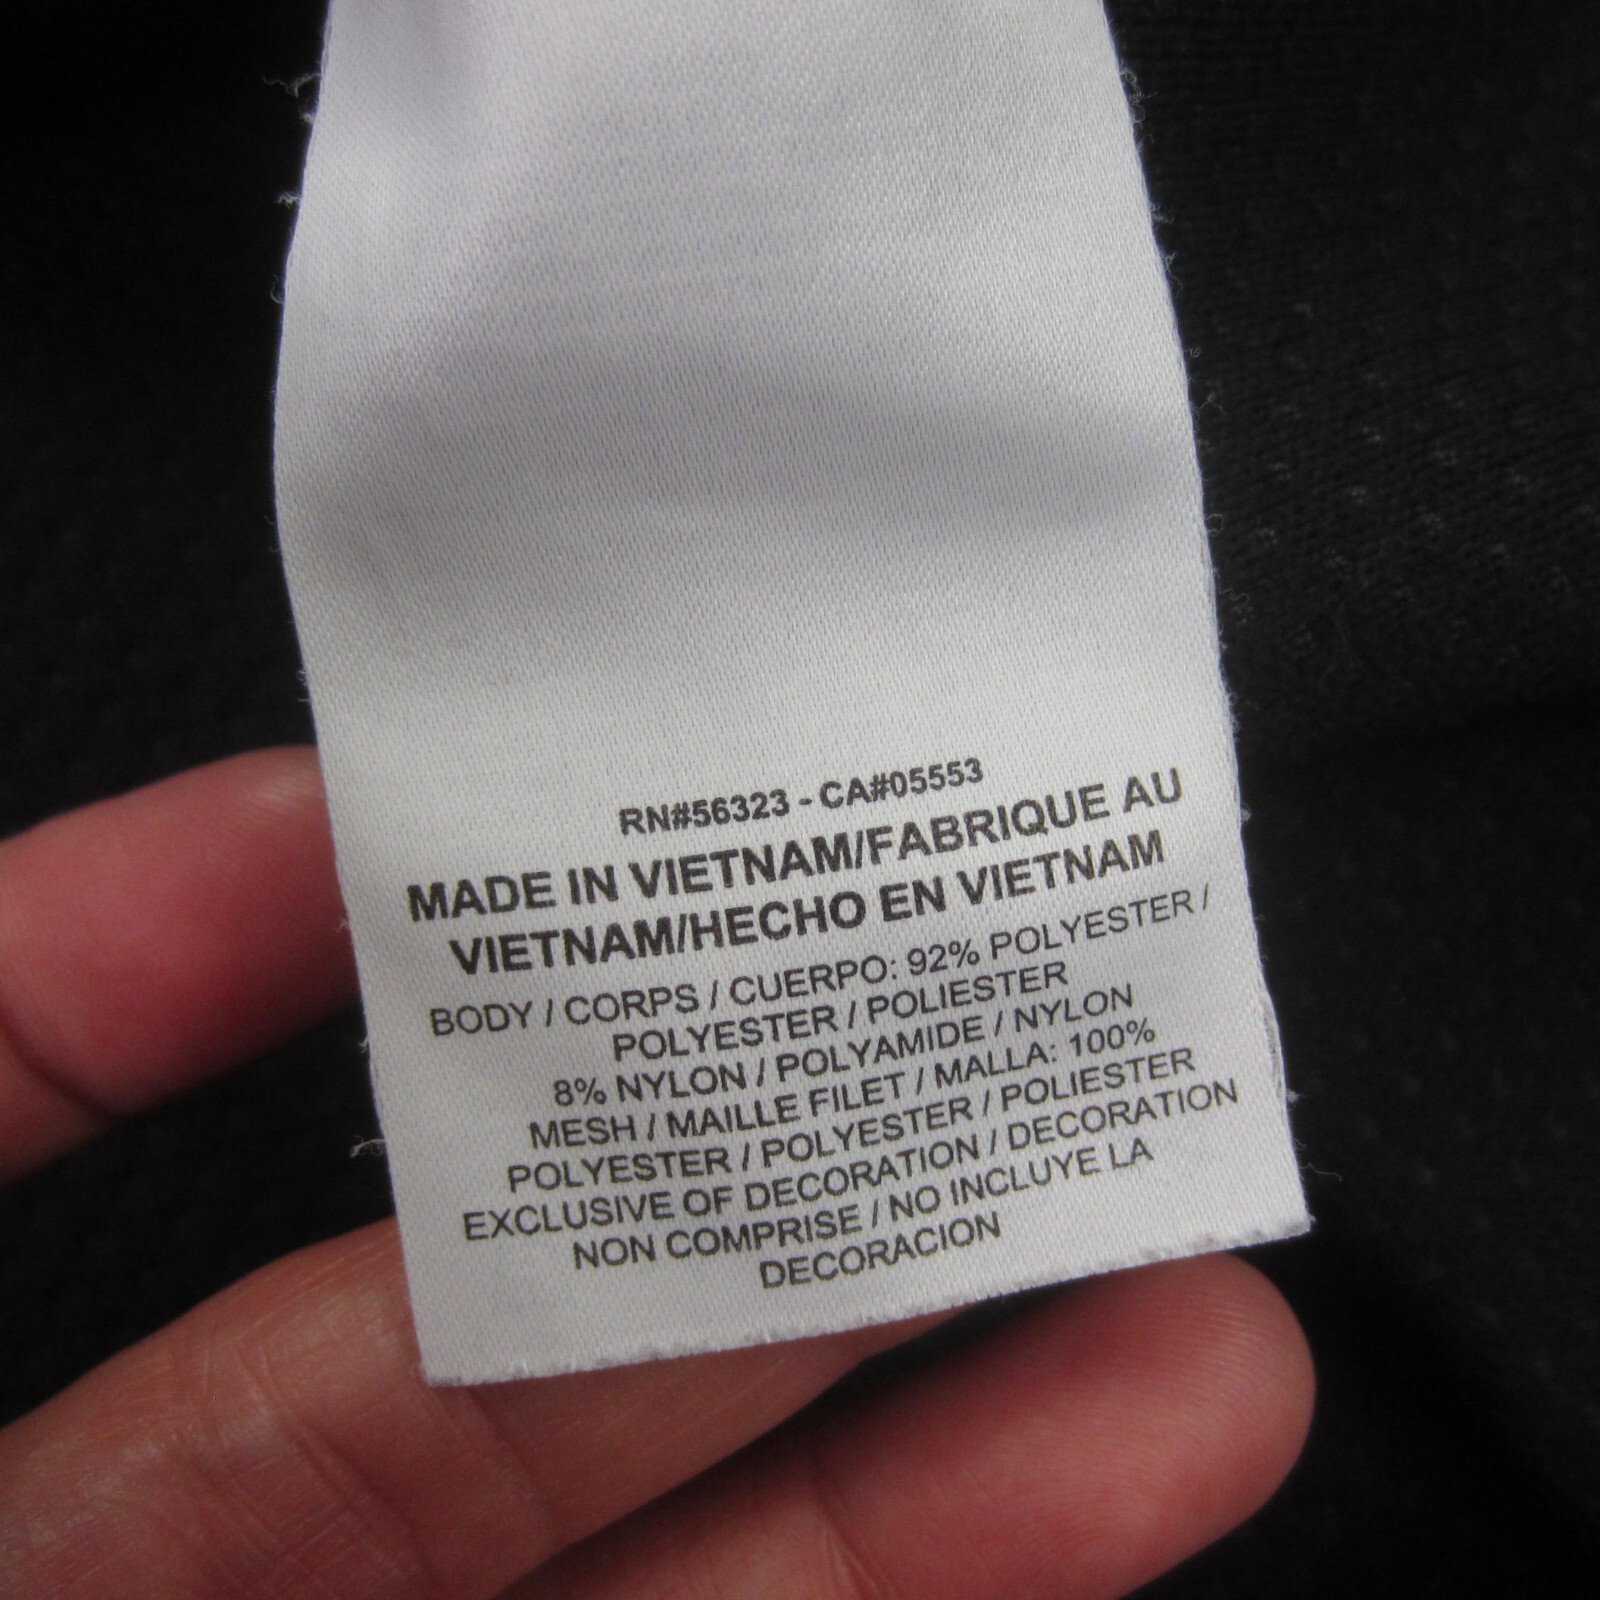 RN#56323 - CA#05553
MADE IN VIETNAM/FABRIQUE AU
VIETNAM/HECHO EN VIETNAM
BODY / CORPS / CUERPO: 92% POLYESTER /
POLYESTER / POLIESTER
8% NYLON / POLYAMIDE / NYLON
MESH / MAILLE FILET / MALLA: 100%
POLYESTER / POLYESTER / POLIESTER
EXCLUSIVE OF DECORATION / DECORATION
NON COMPRISE / NO INCLUYE LA
DECORACION